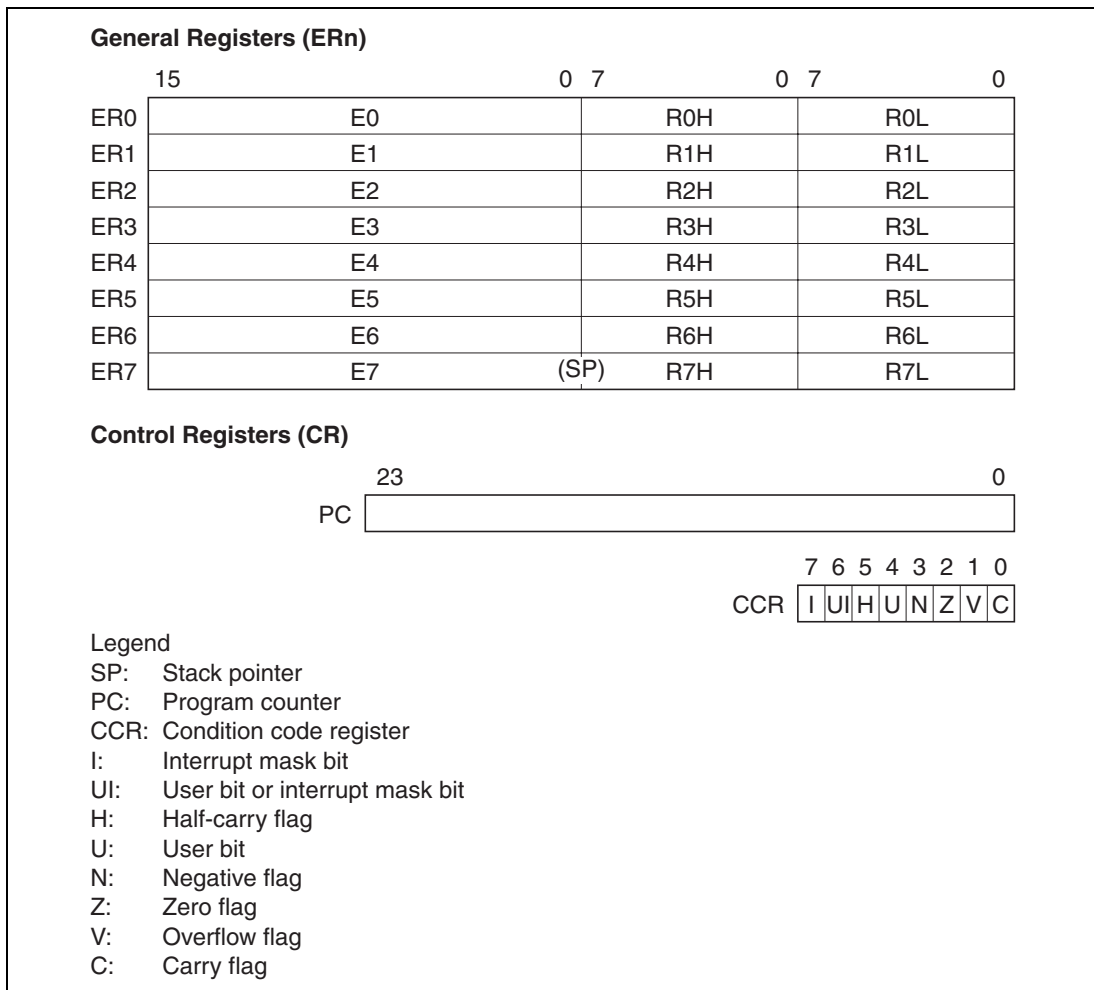 General Registers (ERn)
15 0 7 0 7 0
ER0 E0 R0H R0L
ER1 E1 R1H R1L
ER2 E2 R2H R2L
ER3 E3 R3H R3L
ER4 E4 R4H R4L
ER5 E5 R5H R5L
ER6 E6 R6H R6L
ER7 E7 (SP) R7H R7L
Control Registers (CR)
23 0
PC
7 6 5 4 3 2 1 0
CCR I UI H U N Z V C
Legend
SP: Stack pointer
PC: Program counter
CCR: Condition code register
I: Interrupt mask bit
UI: User bit or interrupt mask bit
H: Half-carry flag
U: User bit
N: Negative flag
Z: Zero flag
V: Overflow flag
C: Carry flag